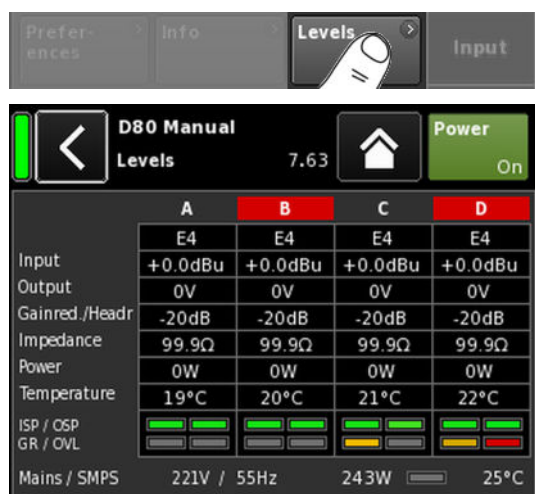 Prefer- Info Levels Input
ences
D80 Manual Power
Levels 7.63 On
A B C D
E4 E4 E4 E4
Input +0.0dBu +0.0dBu +0.0dBu +0.0dBu
Output 0V 0V 0V 0V
Gainred./Headr -20dB -20dB -20dB -20dB
Impedance 99.9Ω 99.9Ω 99.9Ω 99.9Ω
Power 0W 0W 0W 0W
Temperature 19°C 20°C 21°C 22°C
ISP / OSP
GR / OVL
Mains / SMPS 221V / 55Hz 243W 25°C